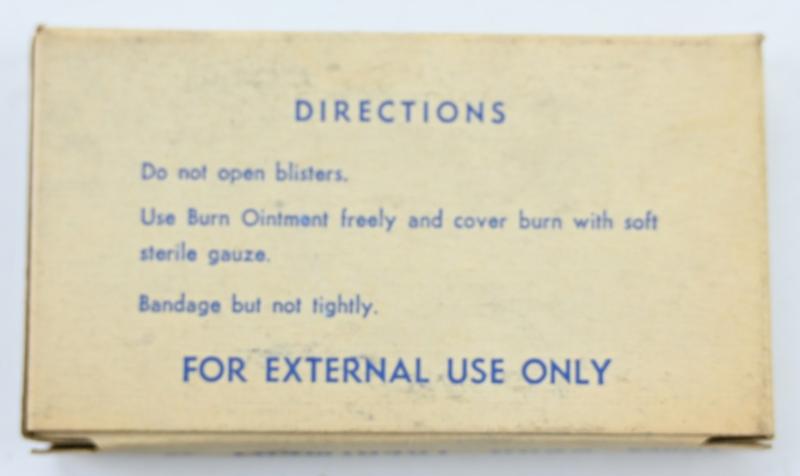 DIRECTIONS
Do not open blisters.
Use Burn Ointment freely and cover burn with soft
sterile gauze.
Bandage but not tightly.
FOR EXTERNAL USE ONLY